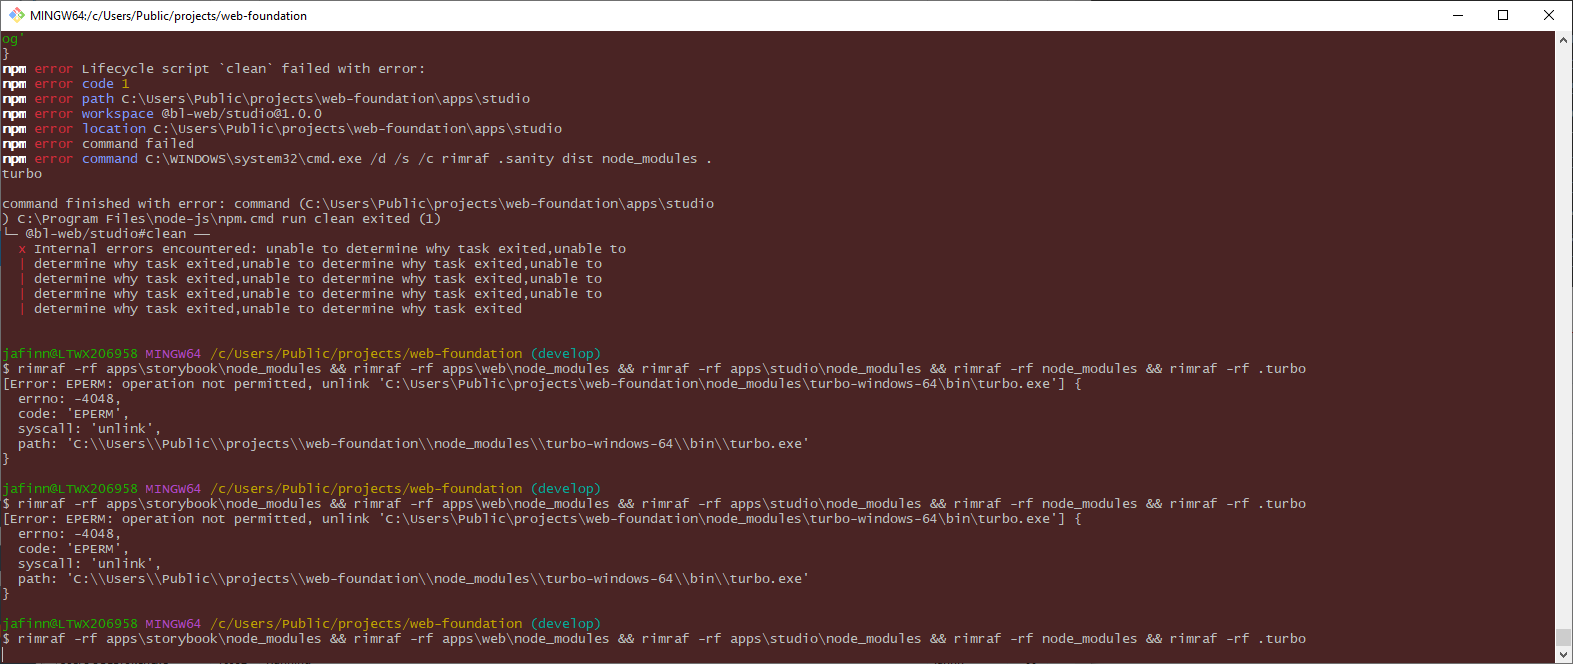 MINGW64:/c/Users/Public/projects/web-foundation
og'
}
npm error Lifecycle script `clean` failed with error:
npm error code 1
npm error path C:\Users\Public\projects\web-foundation\apps\studio
npm error workspace @bl-web/studio@1.0.0
npm error location C:\Users\Public\projects\web-foundation\apps\studio
npm error command failed
npm error command C:\WINDOWS\system32\cmd.exe /d /s /c rimraf .sanity dist node_modules .
turbo
command finished with error: command (C:\Users\Public\projects\web-foundation\apps\studio
) C:\Program Files\node-js\npm.cmd run clean exited (1)
└─ @bl-web/studio#clean ──
x Internal errors encountered: unable to determine why task exited,unable to
| determine why task exited,unable to determine why task exited,unable to
| determine why task exited,unable to determine why task exited,unable to
| determine why task exited,unable to determine why task exited,unable to
| determine why task exited,unable to determine why task exited
jafinn@LTWX206958 MINGW64 /c/Users/Public/projects/web-foundation (develop)
$ rimraf -rf apps\storybook\node_modules && rimraf -rf apps\web\node_modules && rimraf -rf apps\studio\node_modules && rimraf -rf node_modules && rimraf -rf .turbo
[Error: EPERM: operation not permitted, unlink 'C:\Users\Public\projects\web-foundation\node_modules\turbo-windows-64\bin\turbo.exe'] {
errno: -4048,
code: 'EPERM',
syscall: 'unlink',
path: 'C:\\Users\\Public\\projects\\web-foundation\\node_modules\\turbo-windows-64\\bin\\turbo.exe'
}
jafinn@LTWX206958 MINGW64 /c/Users/Public/projects/web-foundation (develop)
$ rimraf -rf apps\storybook\node_modules && rimraf -rf apps\web\node_modules && rimraf -rf apps\studio\node_modules && rimraf -rf node_modules && rimraf -rf .turbo
[Error: EPERM: operation not permitted, unlink 'C:\Users\Public\projects\web-foundation\node_modules\turbo-windows-64\bin\turbo.exe'] {
errno: -4048,
code: 'EPERM',
syscall: 'unlink',
path: 'C:\\Users\\Public\\projects\\web-foundation\\node_modules\\turbo-windows-64\\bin\\turbo.exe'
}
jafinn@LTWX206958 MINGW64 /c/Users/Public/projects/web-foundation (develop)
$ rimraf -rf apps\storybook\node_modules && rimraf -rf apps\web\node_modules && rimraf -rf apps\studio\node_modules && rimraf -rf node_modules && rimraf -rf .turbo